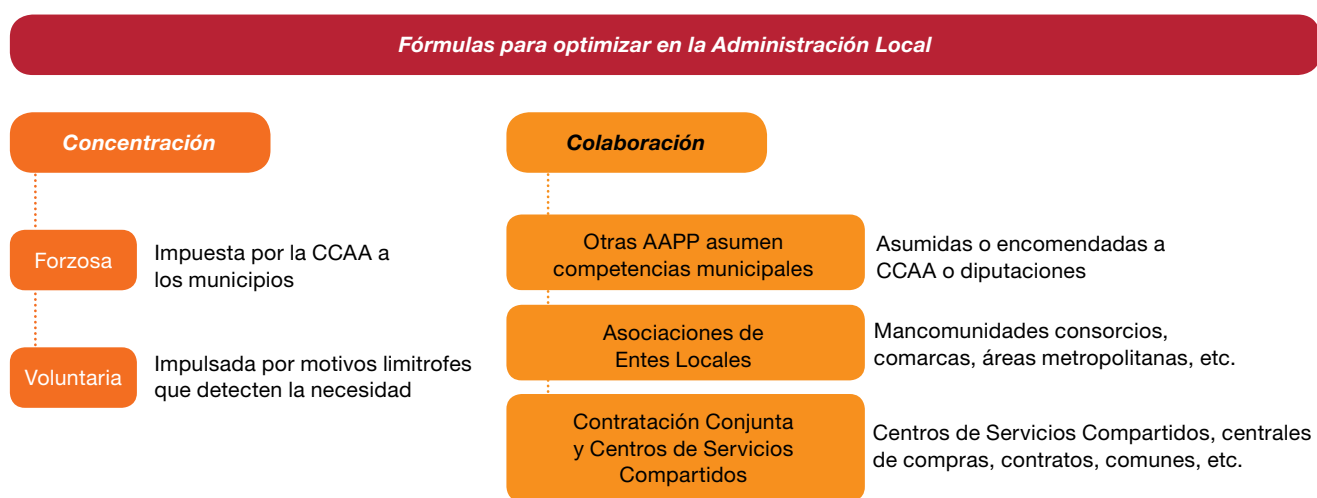 Fórmulas para optimizar en la Administración Local
Concentración
Forzosa
Impuesta por la CCAA a
los municipios
Voluntaria
Impulsada por motivos limitrofes
que detecten la necesidad
Colaboración
Otras AAPP asumen
competencias municipales
Asumidas o encomendadas a
CCAA o diputaciones
Asociaciones de
Entes Locales
Mancomunidades consorcios,
comarcas, áreas metropolitanas, etc.
Contratación Conjunta
y Centros de Servicios
Compartidos
Centros de Servicios Compartidos, centrales
de compras, contratos, comunes, etc.